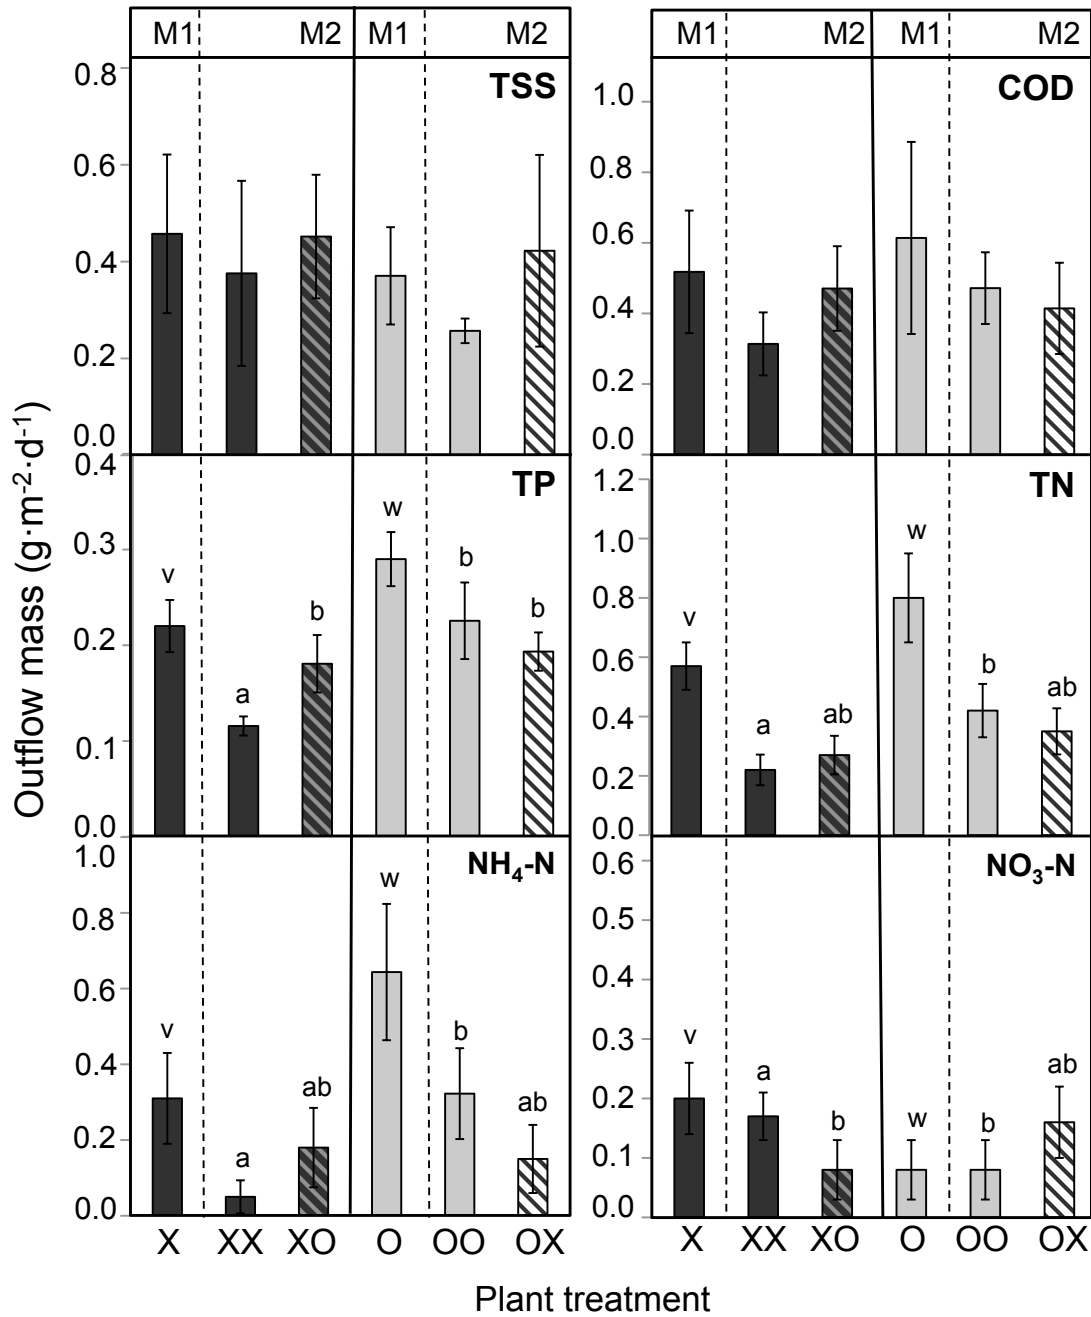 M1 M2 M1 M2
M1 M2 M1 M2
TSS
0.8
0.6
0.4
0.2
0.0
COD
1.0
0.8
0.6
0.4
0.2
0.0
TP
0.4
0.3
0.2
0.1
0.0
v a b w b b
TN
1.2
1.0
0.8
0.6
0.4
0.2
0.0
v a ab w b ab
NH₄-N
1.0
0.8
0.6
0.4
0.2
0.0
v a ab w b ab
NO₃-N
0.6
0.5
0.4
0.3
0.2
0.1
0.0
v a b w b ab
X XX XO O OO OX
X XX XO O OO OX
Outflow mass (g·m⁻²·d⁻¹)
Plant treatment